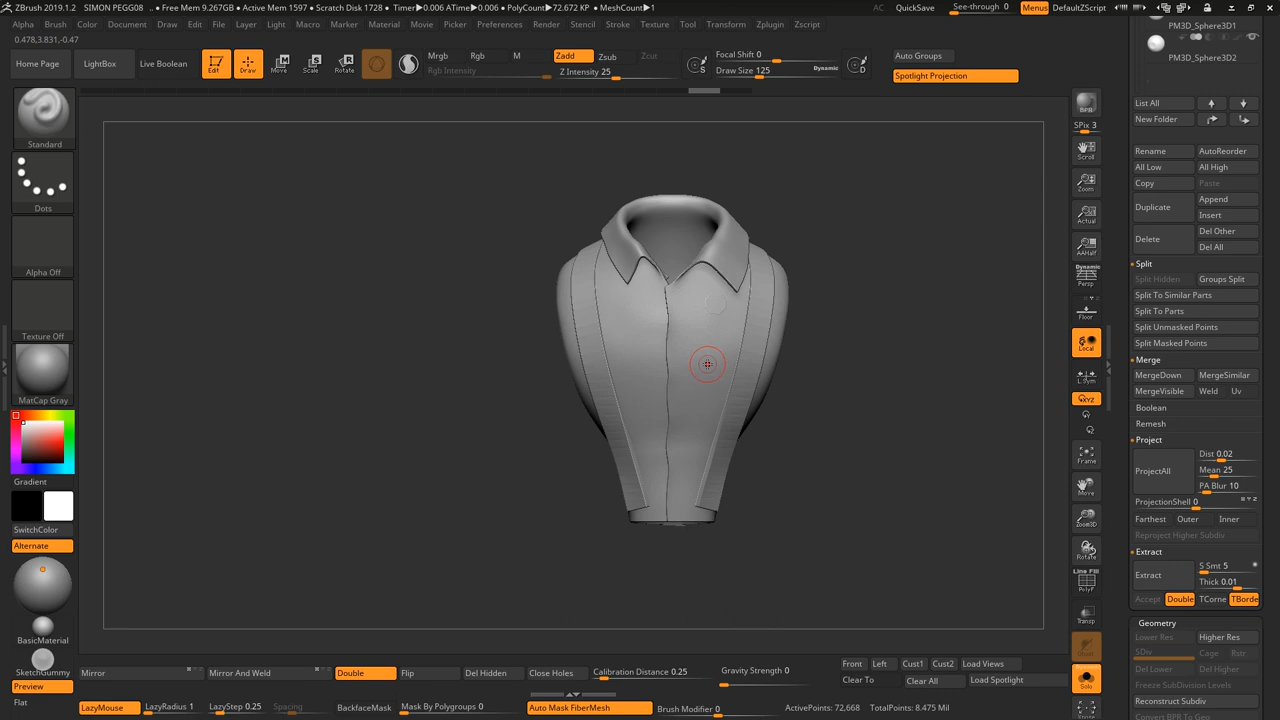 ZBrush 2019.1.2 SIMON PEGG08 .. • Free Mem 9.267GB • Active Mem 1597 • Scratch Disk 1728 • Timer▶0.006 ATime▶0.006 • PolyCount▶72.672 KP • MeshCount▶1 AC QuickSave See-through 0 Menus DefaultZScript
Alpha Brush Color Document Draw Edit File Layer Light Macro Marker Material Movie Picker Preferences Render Stencil Stroke Texture Tool Transform Zplugin Zscript
0.478,3.831,-0.47
Home Page LightBox Live Boolean Edit Draw Move Scale Rotate
Mrgb Rgb M Zadd Zsub Zcut
Rgb Intensity Z Intensity 25
Focal Shift 0
Draw Size 125 Dynamic
S D
Auto Groups
Spotlight Projection
Standard
Dots
Alpha Off
Texture Off
MatCap Gray
Gradient
SwitchColor
Alternate
BasicMaterial
SketchGummy
Preview
Flat
BPR
SPix 3
Scroll
Zoom
Actual
AAHalf
Dynamic
Persp
Floor
Local
L.Sym
XYZ
Frame
Move
Zoom3D
Rotate
Line Fill
PolyF
Transp
Dynamic
Solo
Xpose
PM3D_Sphere3D1
PM3D_Sphere3D2
List All
New Folder
Rename AutoReorder
All Low All High
Copy Paste
Duplicate Append
Insert
Delete Del Other
Del All
Split
Split Hidden Groups Split
Split To Similar Parts
Split To Parts
Split Unmasked Points
Split Masked Points
Merge
MergeDown MergeSimilar
MergeVisible Weld Uv
Boolean
Remesh
Project
ProjectAll Dist 0.02
Mean 25
PA Blur 10
ProjectionShell 0
Farthest Outer Inner
Reproject Higher Subdiv
Extract
Extract S Smt 5
Thick 0.01
Accept Double TCorne TBorde
Geometry
Lower Res Higher Res
SDiv Cage Rstr
Del Lower Del Higher
Freeze SubDivision Levels
Reconstruct Subdiv
Convert BPR To Geo
Mirror Mirror And Weld Double Flip Del Hidden Close Holes Calibration Distance 0.25 Gravity Strength 0
Front Left Cust1 Cust2 Load Views
Clear To Clear All Load Spotlight
LazyMouse LazyRadius 1 LazyStep 0.25 Spacing BackfaceMask Mask By Polygons 0 Auto Mask FiberMesh Brush Modifier 0 ActivePoints: 72,668 TotalPoints: 8.475 Mil